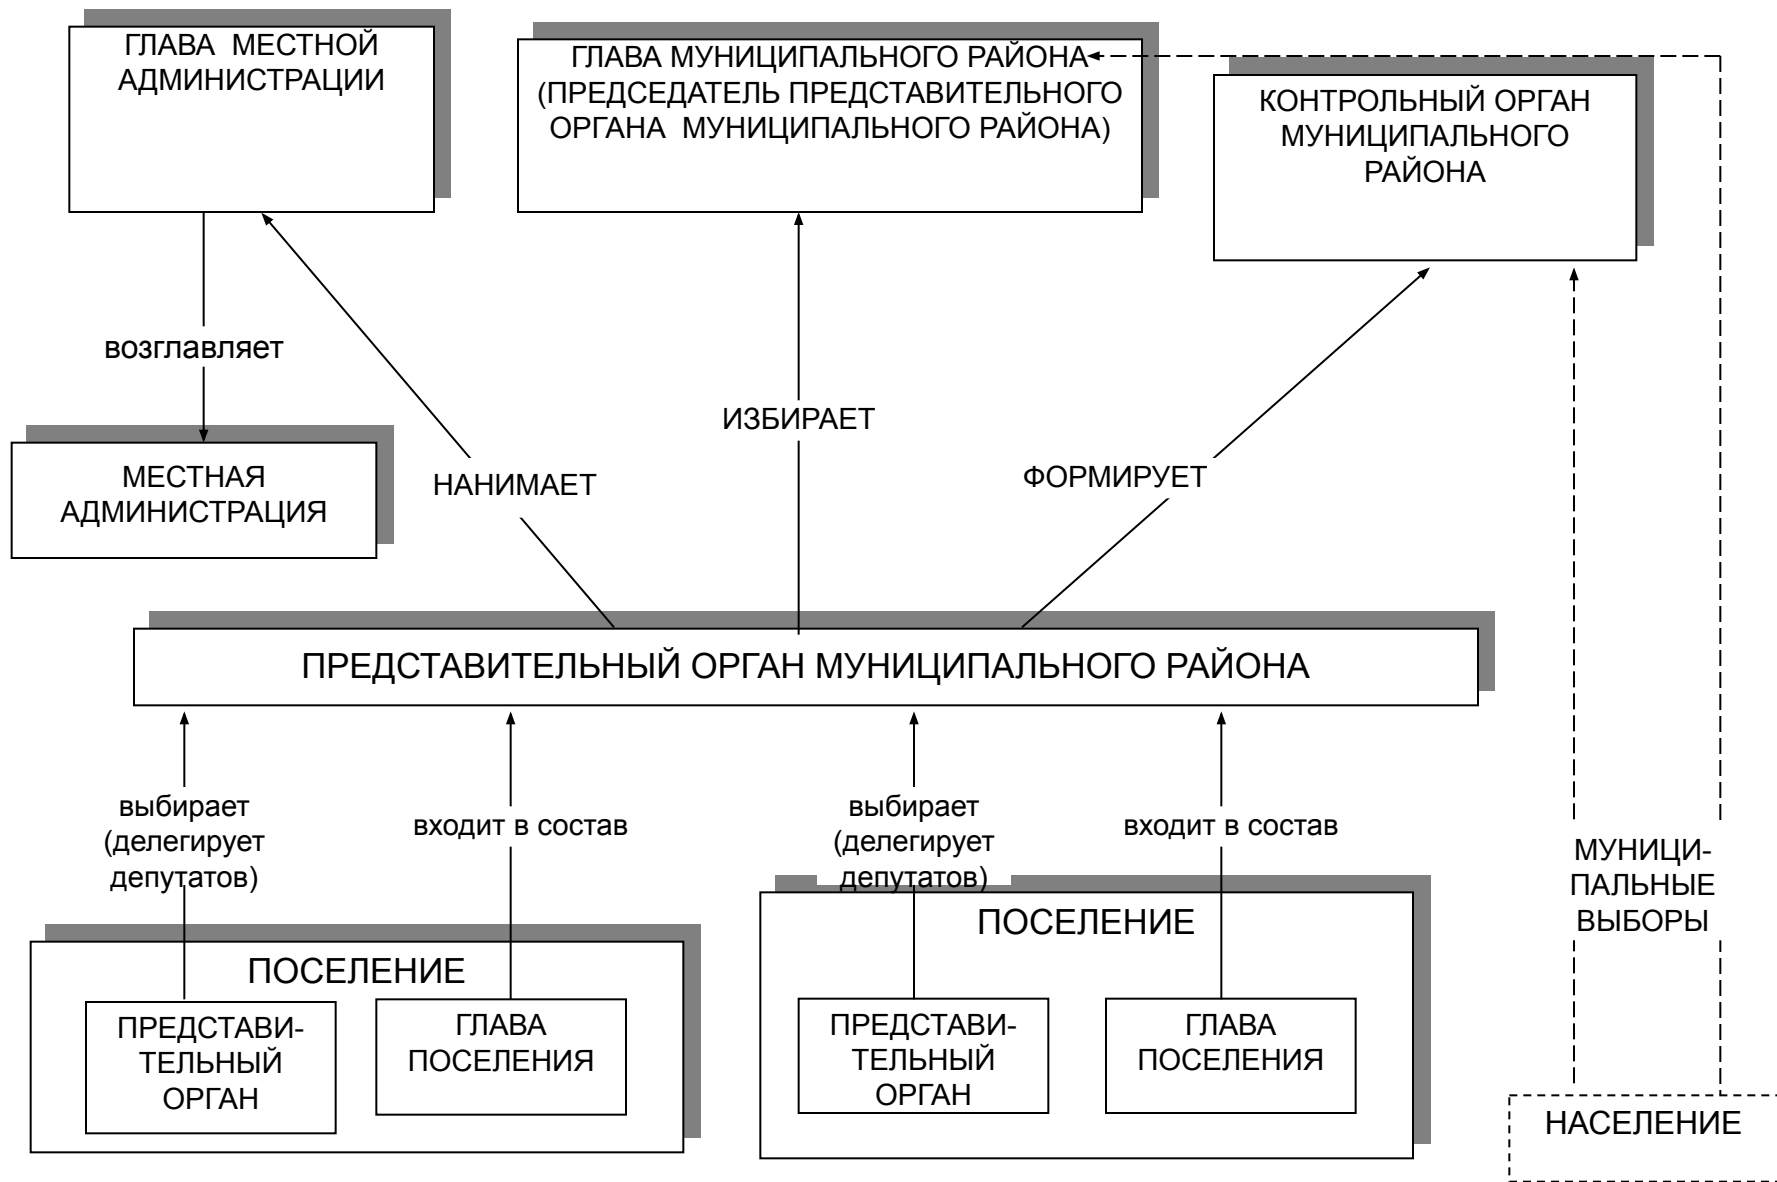 ГЛАВА МЕСТНОЙ
АДМИНИСТРАЦИИ
ГЛАВА МУНИЦИПАЛЬНОГО РАЙОНА
(ПРЕДСЕДАТЕЛЬ ПРЕДСТАВИТЕЛЬНОГО
ОРГАНА МУНИЦИПАЛЬНОГО РАЙОНА)
КОНТРОЛЬНЫЙ ОРГАН
МУНИЦИПАЛЬНОГО
РАЙОНА
возглавляет
ИЗБИРАЕТ
МЕСТНАЯ
АДМИНИСТРАЦИЯ
НАНИМАЕТ
ФОРМИРУЕТ
ПРЕДСТАВИТЕЛЬНЫЙ ОРГАН МУНИЦИПАЛЬНОГО РАЙОНА
выбирает
(делегирует
депутатов)
входит в состав
выбирает
(делегирует
депутатов)
входит в состав
МУНИЦИ-
ПАЛЬНЫЕ
ВЫБОРЫ
ПОСЕЛЕНИЕ
ПРЕДСТАВИ-
ТЕЛЬНЫЙ
ОРГАН
ГЛАВА
ПОСЕЛЕНИЯ
ПОСЕЛЕНИЕ
ПРЕДСТАВИ-
ТЕЛЬНЫЙ
ОРГАН
ГЛАВА
ПОСЕЛЕНИЯ
НАСЕЛЕНИЕ